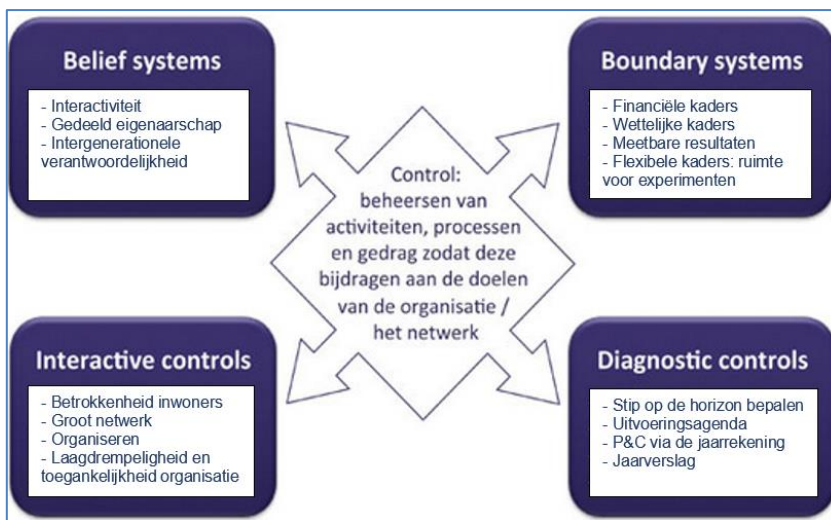 Belief systems
- Interactiviteit
- Gedeeld eigenaarschap
- Intergenerationele
verantwoordelijkheid
Boundary systems
- Financiële kaders
- Wettelijke kaders
- Meetbare resultaten
- Flexibele kaders: ruimte
voor experimenten
Control:
beheersen van
activiteiten, processen
en gedrag zodat deze
bijdragen aan de doelen
van de organisatie /
het netwerk
Interactive controls
- Betrokkenheid inwoners
- Groot netwerk
- Organiseren
- Laagdrempeligheid en
toegankelijkheid organisatie
Diagnostic controls
- Stip op de horizon bepalen
- Uitvoeringsagenda
- P&C via de jaarrekening
- Jaarverslag